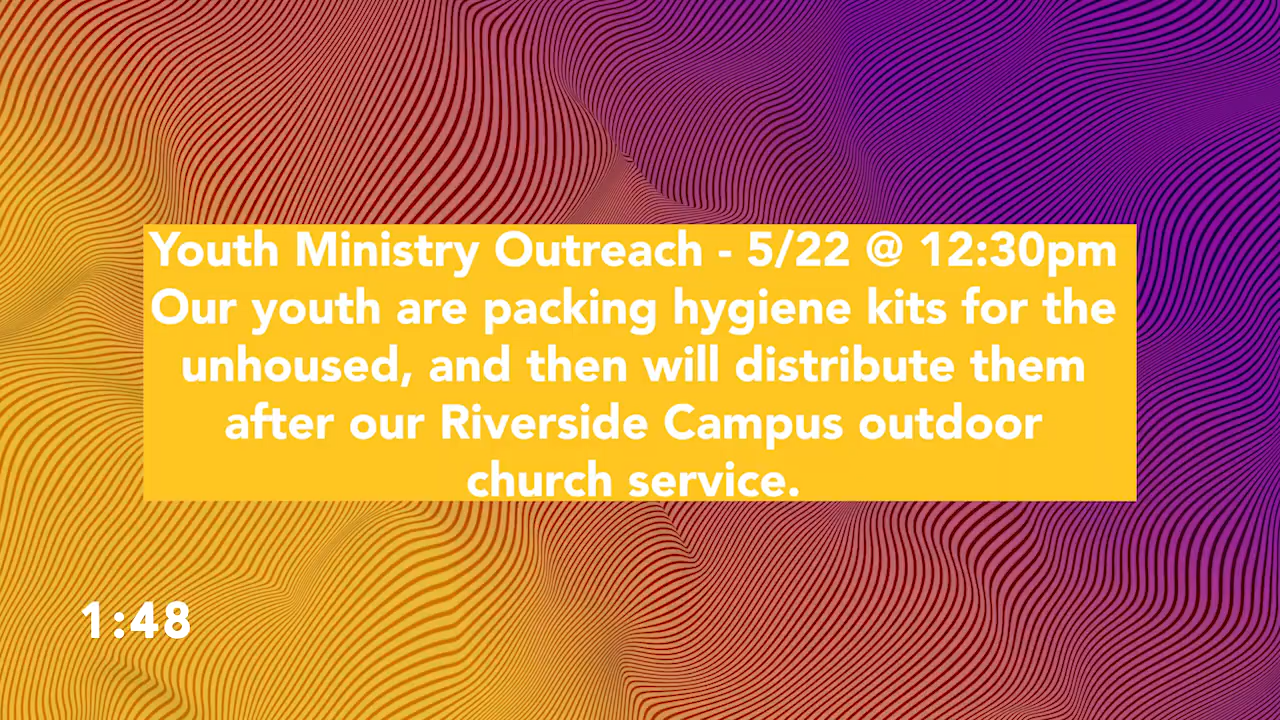 Youth Ministry Outreach - 5/22 @ 12:30pm
Our youth are packing hygiene kits for the
unhoused, and then will distribute them
after our Riverside Campus outdoor
church service.
1:48